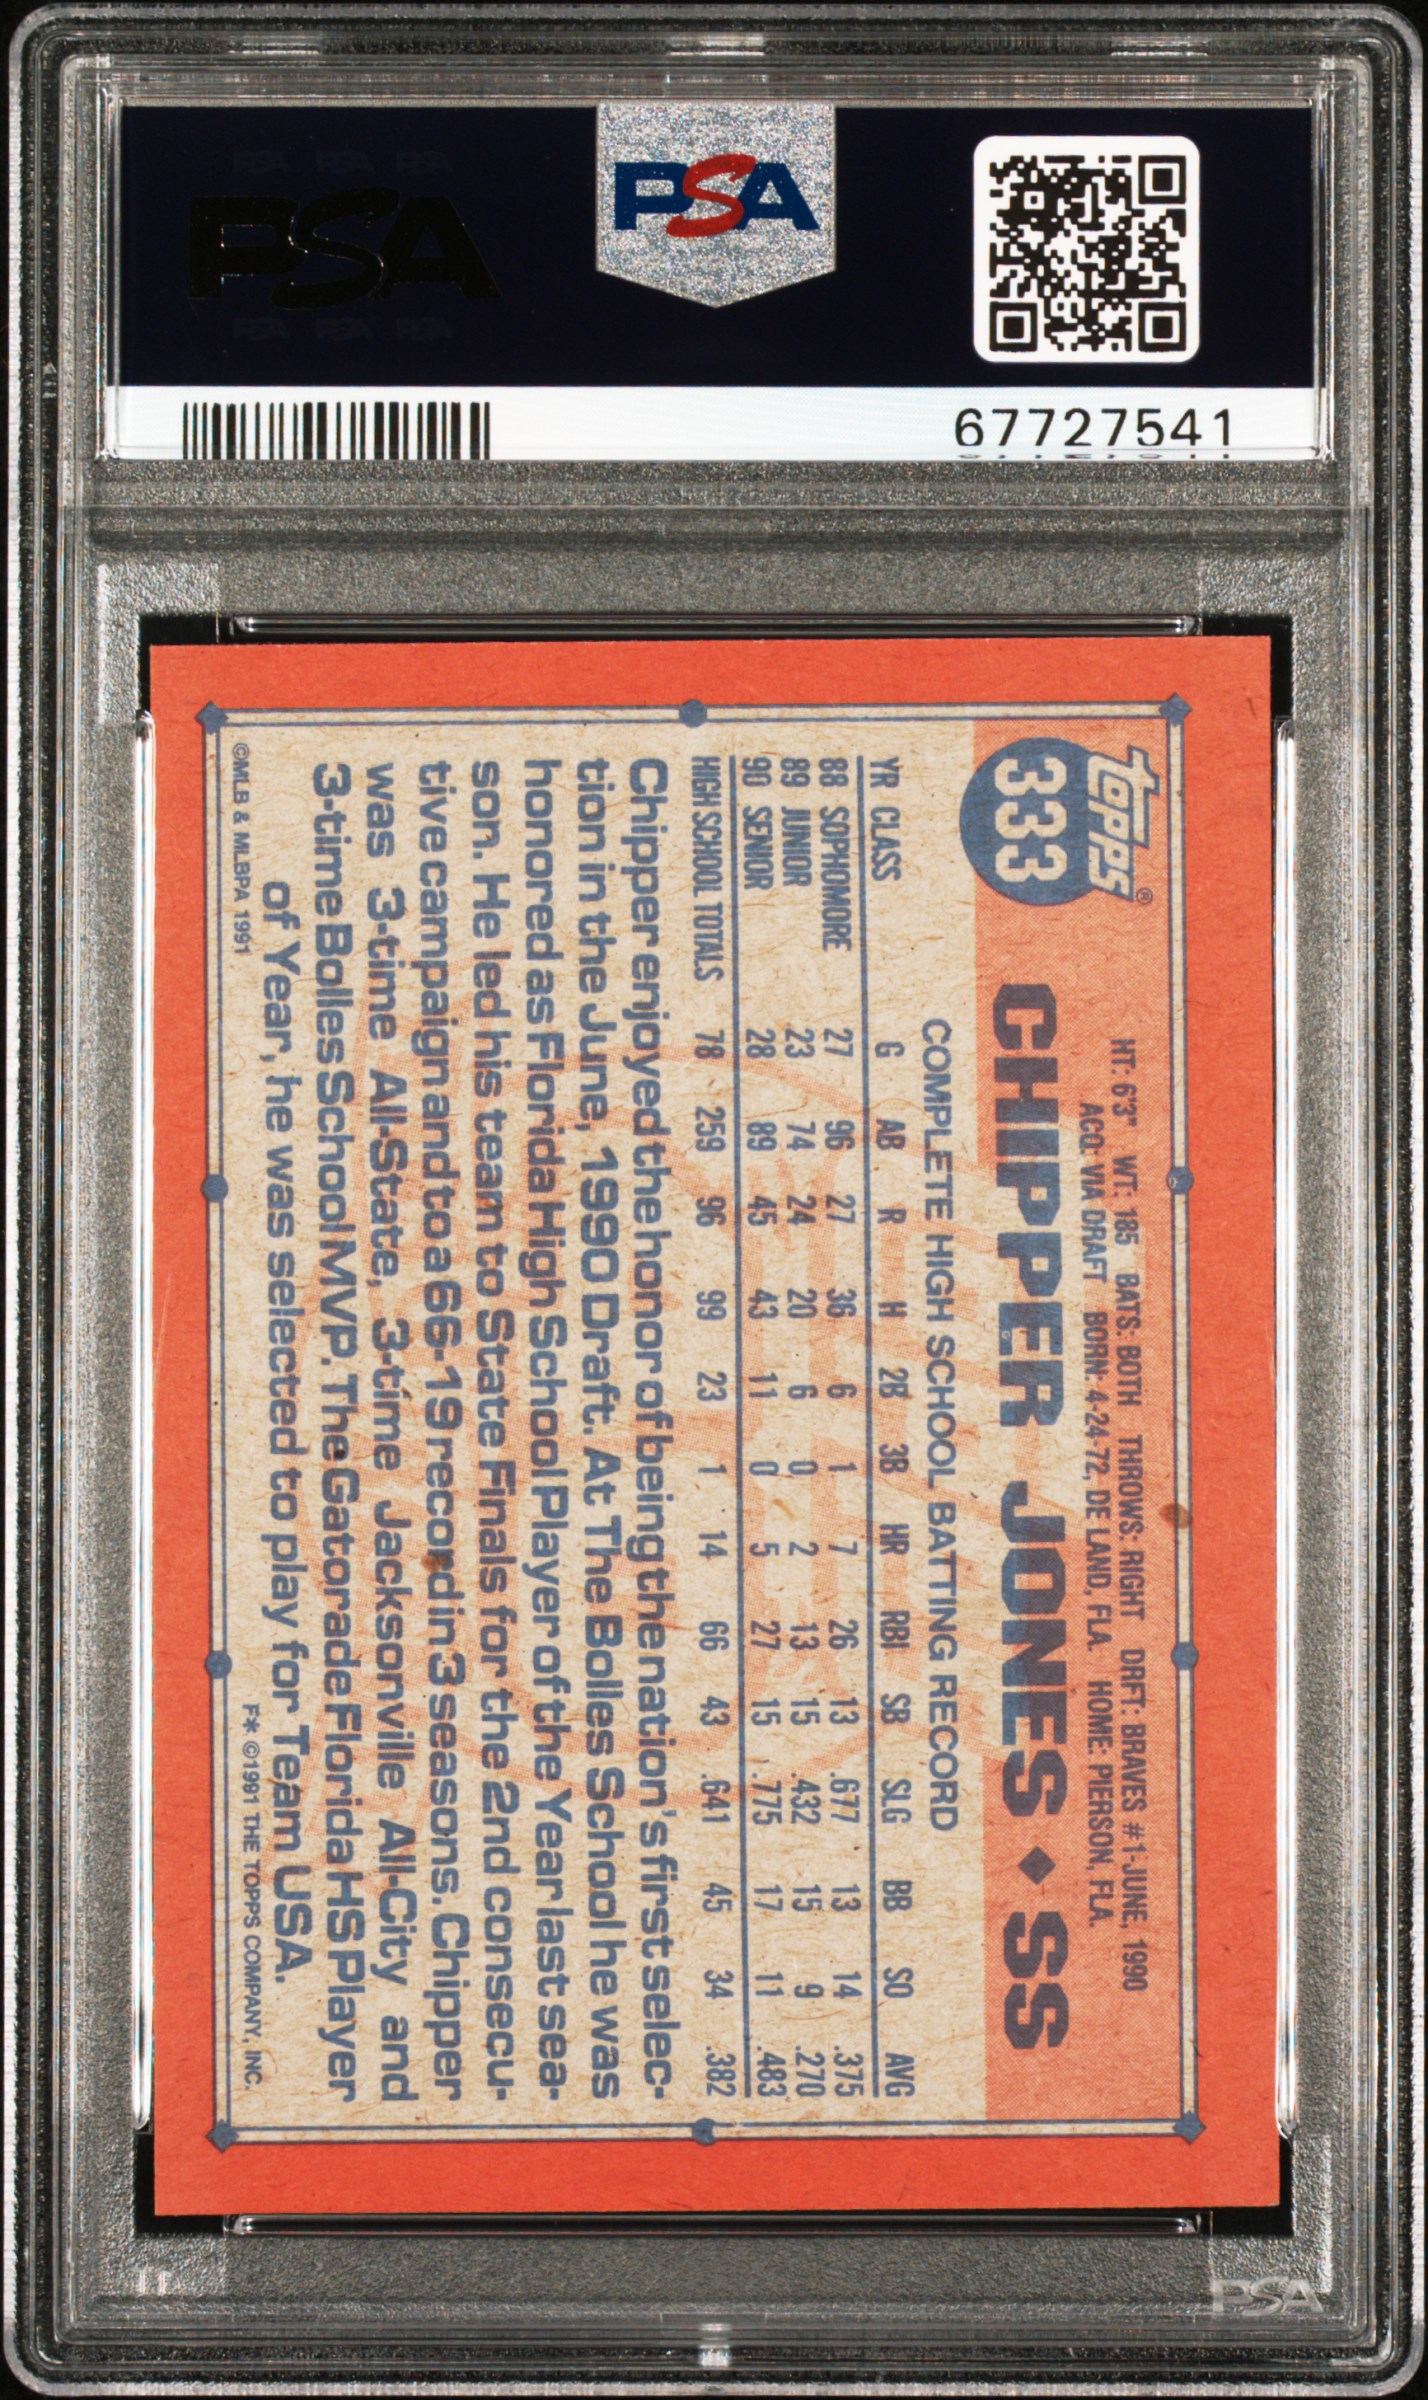 PSA
PSA
67727541
topps®
333
HT: 6'3" WT: 185 BATS: BOTH THROWS: RIGHT DRFT: BRAVES #1-JUNE, 1990
ACQ: VIA DRAFT BORN: 4-24-72, DE LAND, FLA. HOME: PIERSON, FLA.
CHIPPER JONES ◆ SS
COMPLETE HIGH SCHOOL BATTING RECORD
YR CLASS G AB R H 2B 3B HR RBI SB SLG BB SO AVG
88 SOPHOMORE 27 96 27 36 6 1 7 26 13 .677 13 14 .375
89 JUNIOR 23 74 24 20 6 0 2 13 15 .432 15 9 .270
90 SENIOR 28 89 45 43 11 0 5 27 15 .775 17 11 .483
HIGH SCHOOL TOTALS 78 259 96 99 23 1 14 66 43 .641 45 34 .382
Chipper enjoyed the honor of being the nation's first selec-
tion in the June, 1990 Draft. At The Bolles School he was
honored as Florida High School Player of the Year last sea-
son. He led his team to State Finals for the 2nd consecu-
tive campaign and to a 66-19 record in 3 seasons. Chipper
was 3-time All-State, 3-time Jacksonville All-City and
3-time Bolles School MVP. The Gatorade Florida HS Player
of Year, he was selected to play for Team USA.
©MLB & MLBPA 1991
F* ©1991 THE TOPPS COMPANY, INC.
PSA